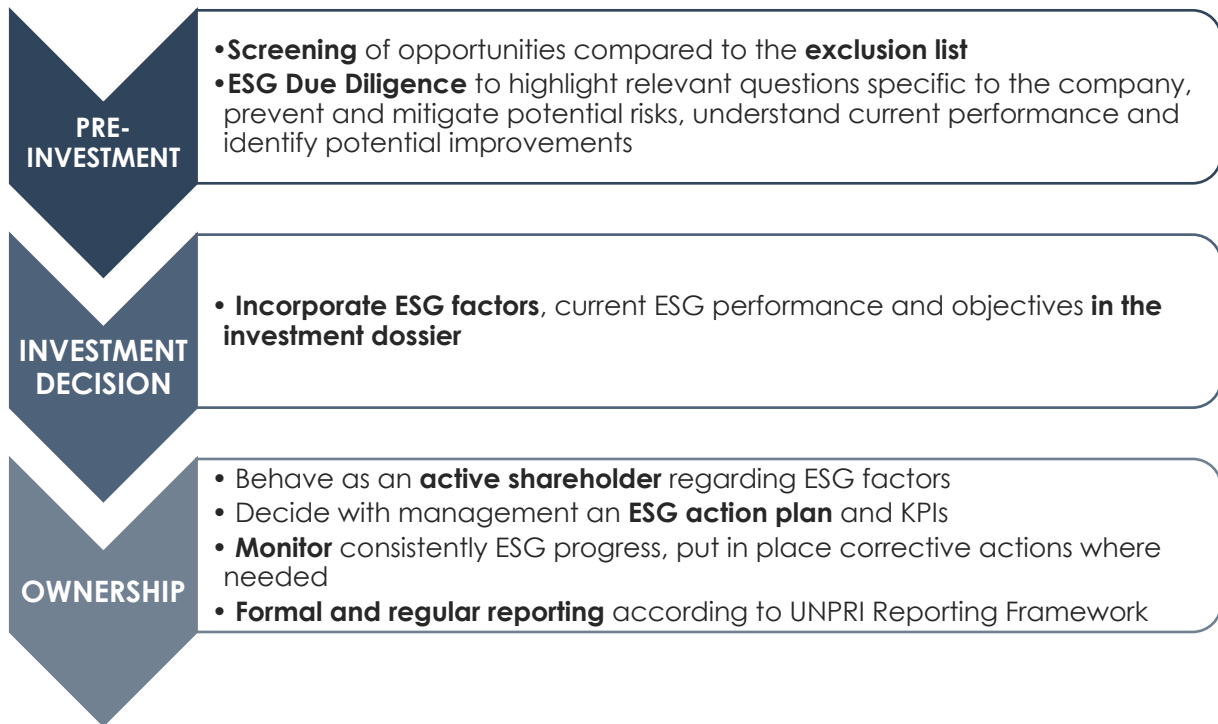 PRE-
INVESTMENT
•Screening of opportunities compared to the exclusion list
•ESG Due Diligence to highlight relevant questions specific to the company,
prevent and mitigate potential risks, understand current performance and
identify potential improvements
INVESTMENT
DECISION
• Incorporate ESG factors, current ESG performance and objectives in the
investment dossier
OWNERSHIP
• Behave as an active shareholder regarding ESG factors
• Decide with management an ESG action plan and KPIs
• Monitor consistently ESG progress, put in place corrective actions where
needed
• Formal and regular reporting according to UNPRI Reporting Framework